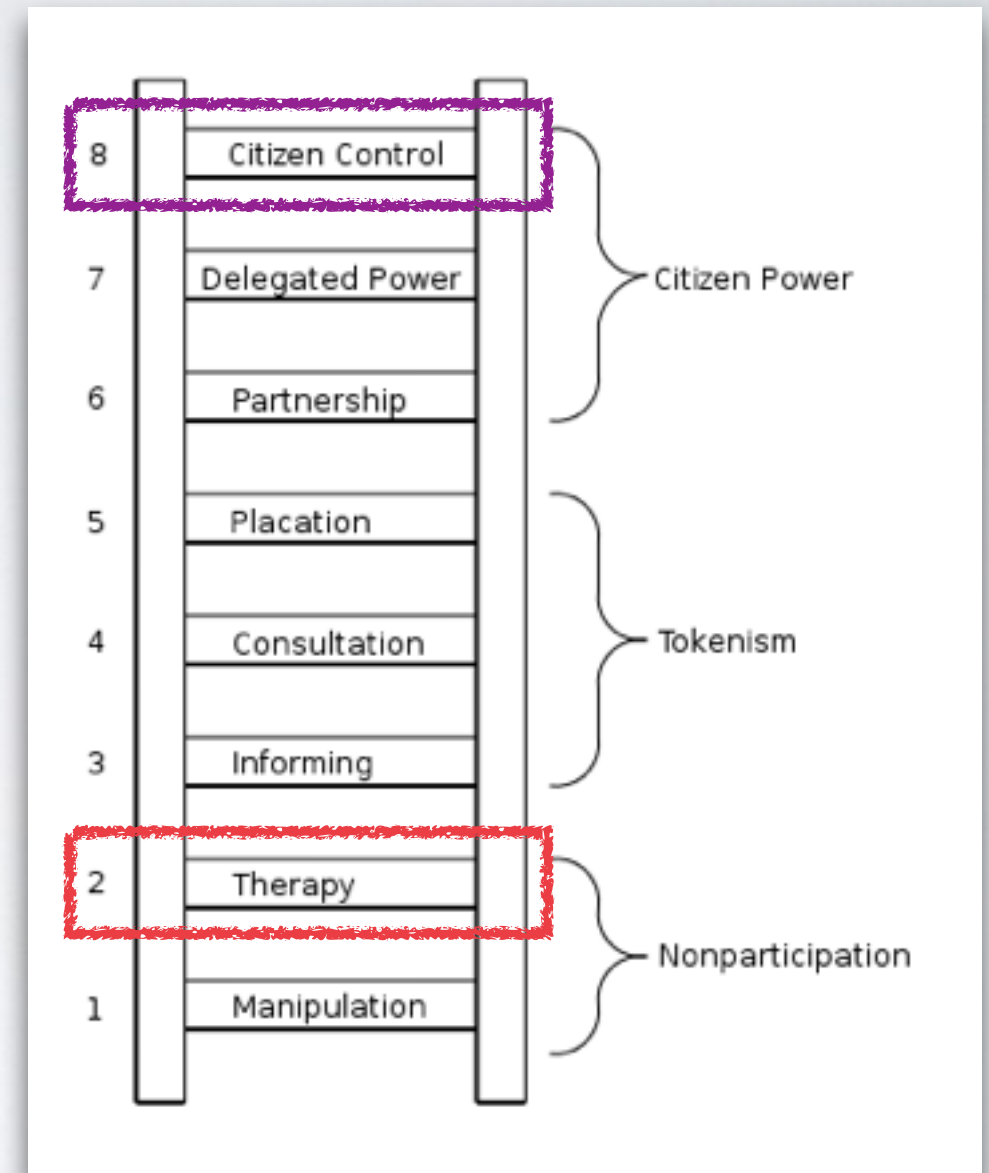 8 Citizen Control
7 Delegated Power
Citizen Power
6 Partnership
5 Placation
4 Consultation
Tokenism
3 Informing
2 Therapy
Nonparticipation
1 Manipulation